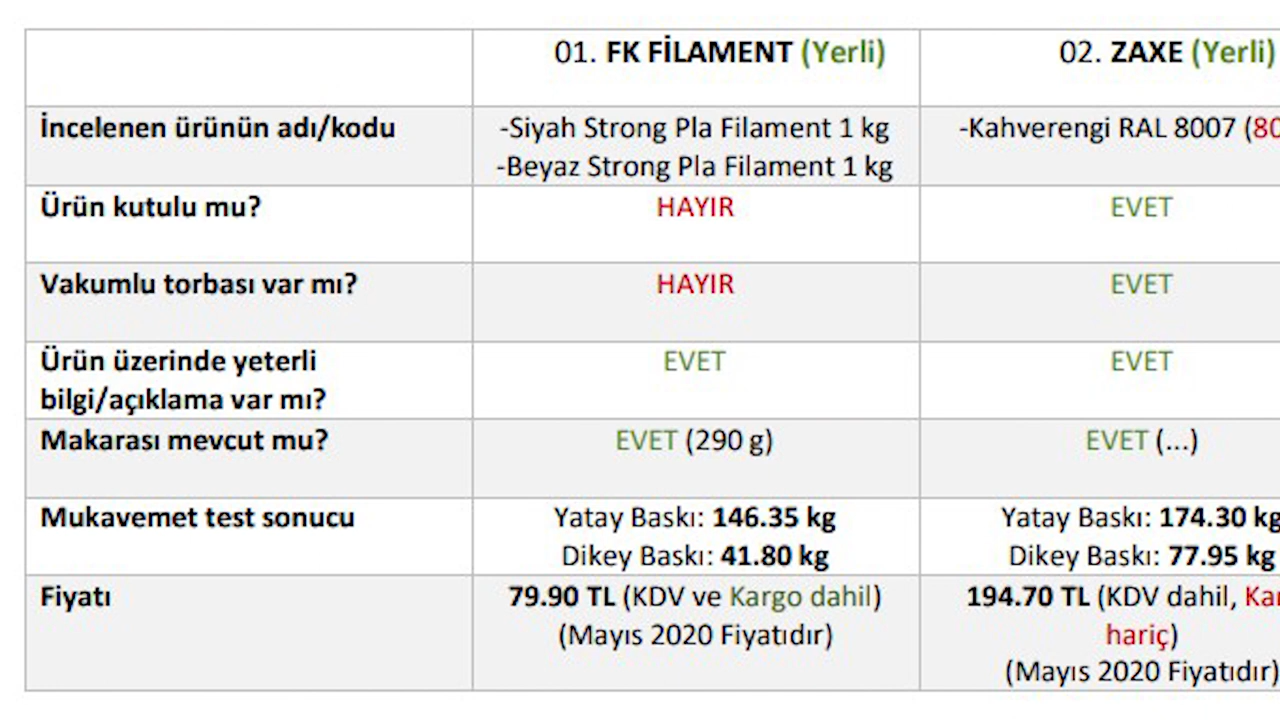 01. FK FİLAMENT (Yerli) 02. ZAXE (Yerli)
İncelenen ürünün adı/kodu -Siyah Strong Pla Filament 1 kg -Kahverengi RAL 8007
-Beyaz Strong Pla Filament 1 kg
Ürün kutulu mu? HAYIR EVET
Vakumlu torbası var mı? HAYIR EVET
Ürün üzerinde yeterli EVET EVET
bilgi/açıklama var mı?
Makarası mevcut mu? EVET (290 g) EVET (...)
Mukavemet test sonucu Yatay Baskı: 146.35 kg Yatay Baskı: 174.30 kg
Dikey Baskı: 41.80 kg Dikey Baskı: 77.95 kg
Fiyatı 79.90 TL (KDV ve Kargo dahil) 194.70 TL (KDV dahil,
(Mayıs 2020 Fiyatıdır) hariç)
(Mayıs 2020 Fiyatıdır)